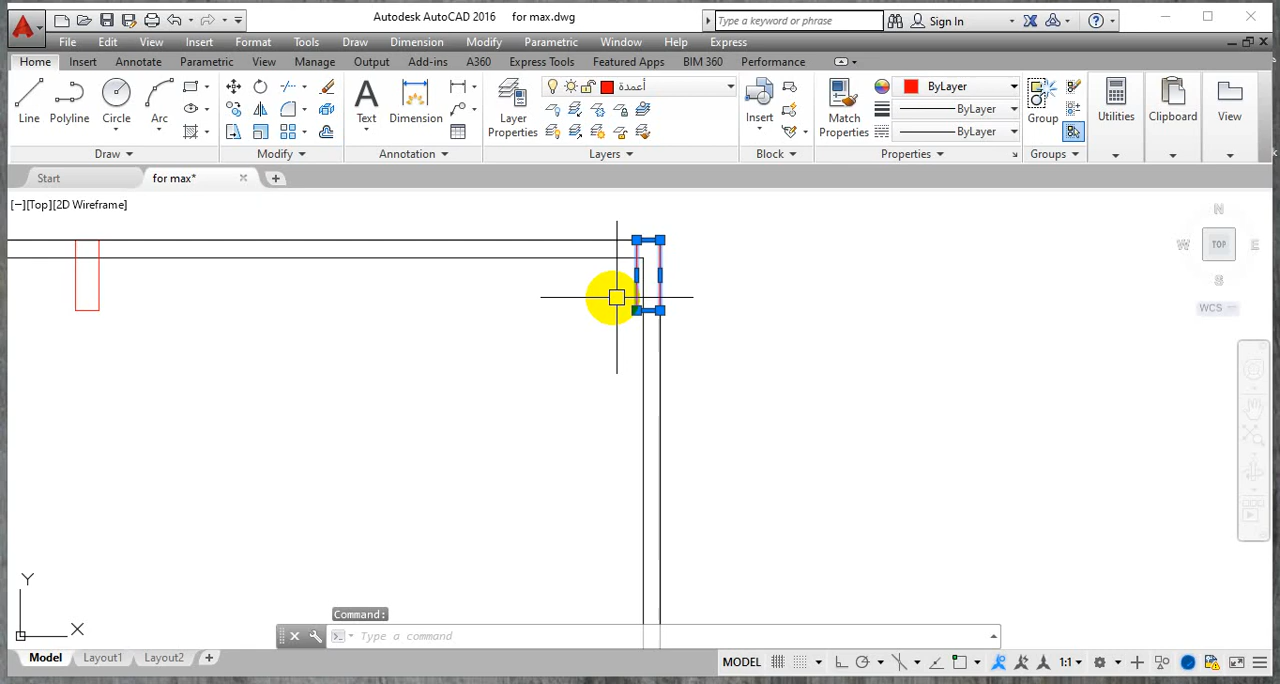 Autodesk AutoCAD 2016 for max.dwg
Type a keyword or phrase
Sign In
File Edit View Insert Format Tools Draw Dimension Modify Parametric Window Help Express
Home Insert Annotate Parametric View Manage Output Add-ins A360 Express Tools Featured Apps BIM 360 Performance
أعمدة
ByLayer
ByLayer
ByLayer
Line Polyline Circle Arc
Text Dimension
Layer
Properties
Insert
Match
Properties
Group
Utilities
Clipboard
View
Draw Modify Annotation Layers Block Properties Groups
Start for max*
[−][Top][2D Wireframe]
N
W TOP E
S
WCS
Y
X
Command:
Type a command
Model Layout1 Layout2
MODEL 1:1